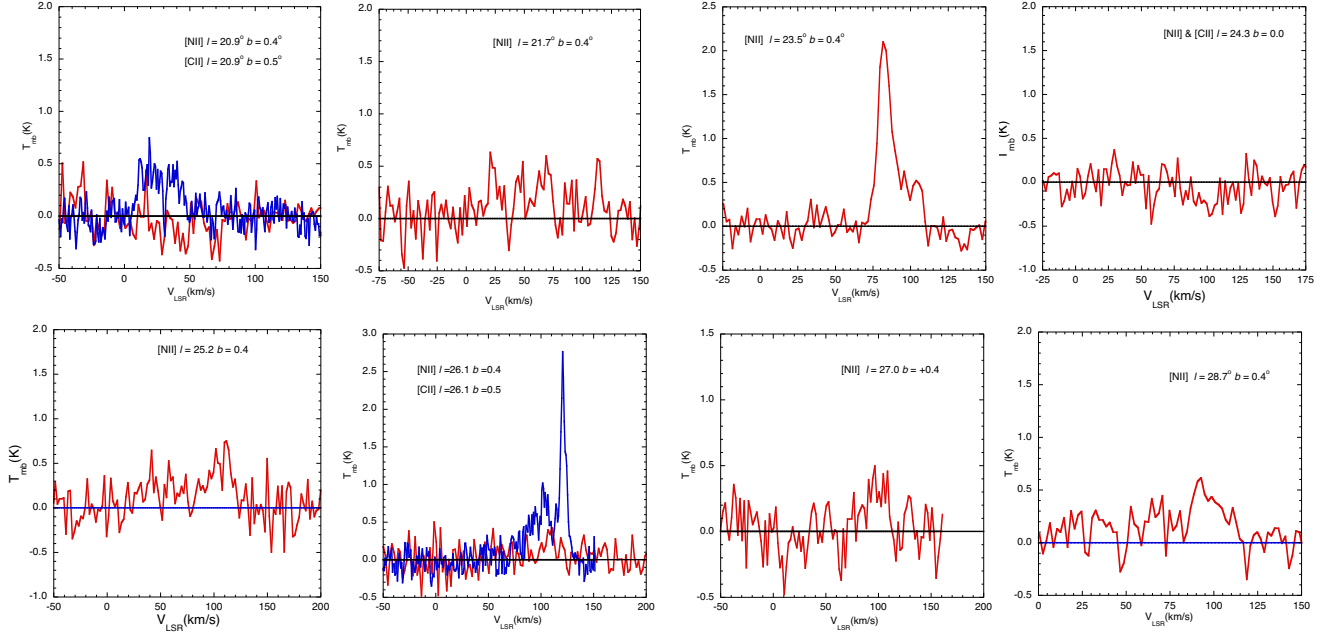 [NII] l = 20.9° b = 0.4°
[CII] l = 20.9° b = 0.5°
T_mb(K)
2.0
1.5
1.0
0.5
0.0
-0.5
-50 0 50 100 150
V_LSR(km/s)
[NII] l = 21.7° b = 0.4°
T_mb(K)
2.0
1.5
1.0
0.5
0.0
-0.5
-75 -50 -25 0 25 50 75 100 125 150
V_LSR(km/s)
[NII] l = 23.5° b = 0.4°
T_mb(K)
2.5
2.0
1.5
1.0
0.5
0.0
-0.5
-25 0 25 50 75 100 125 150
V_LSR(km/s)
[NII] & [CII] l = 24.3 b = 0.0
I_mb(K)
2.0
1.5
1.0
0.5
0.0
-0.5
-1.0
-25 0 25 50 75 100 125 150 175
V_LSR(km/s)
[NII] l = 25.2 b = 0.4
T_mb(K)
2.0
1.5
1.0
0.5
0.0
-0.5
-1.0
-50 0 50 100 150 200
V_LSR(km/s)
[NII] l =26.1 b =0.4
[CII] l =26.1 b =0.5
T_mb(K)
3.0
2.5
2.0
1.5
1.0
0.5
0.0
-0.5
-50 0 50 100 150 200
V_LSR(km/s)
[NII] l = 27.0 b = +0.4
T_mb(K)
1.5
1.0
0.5
0.0
-0.5
-50 0 50 100 150 200
V_LSR(km/s)
[NII] l = 28.7° b = 0.4°
T_mb(K)
2.0
1.5
1.0
0.5
0.0
-0.5
0 25 50 75 100 125 150
V_LSR(km/s)